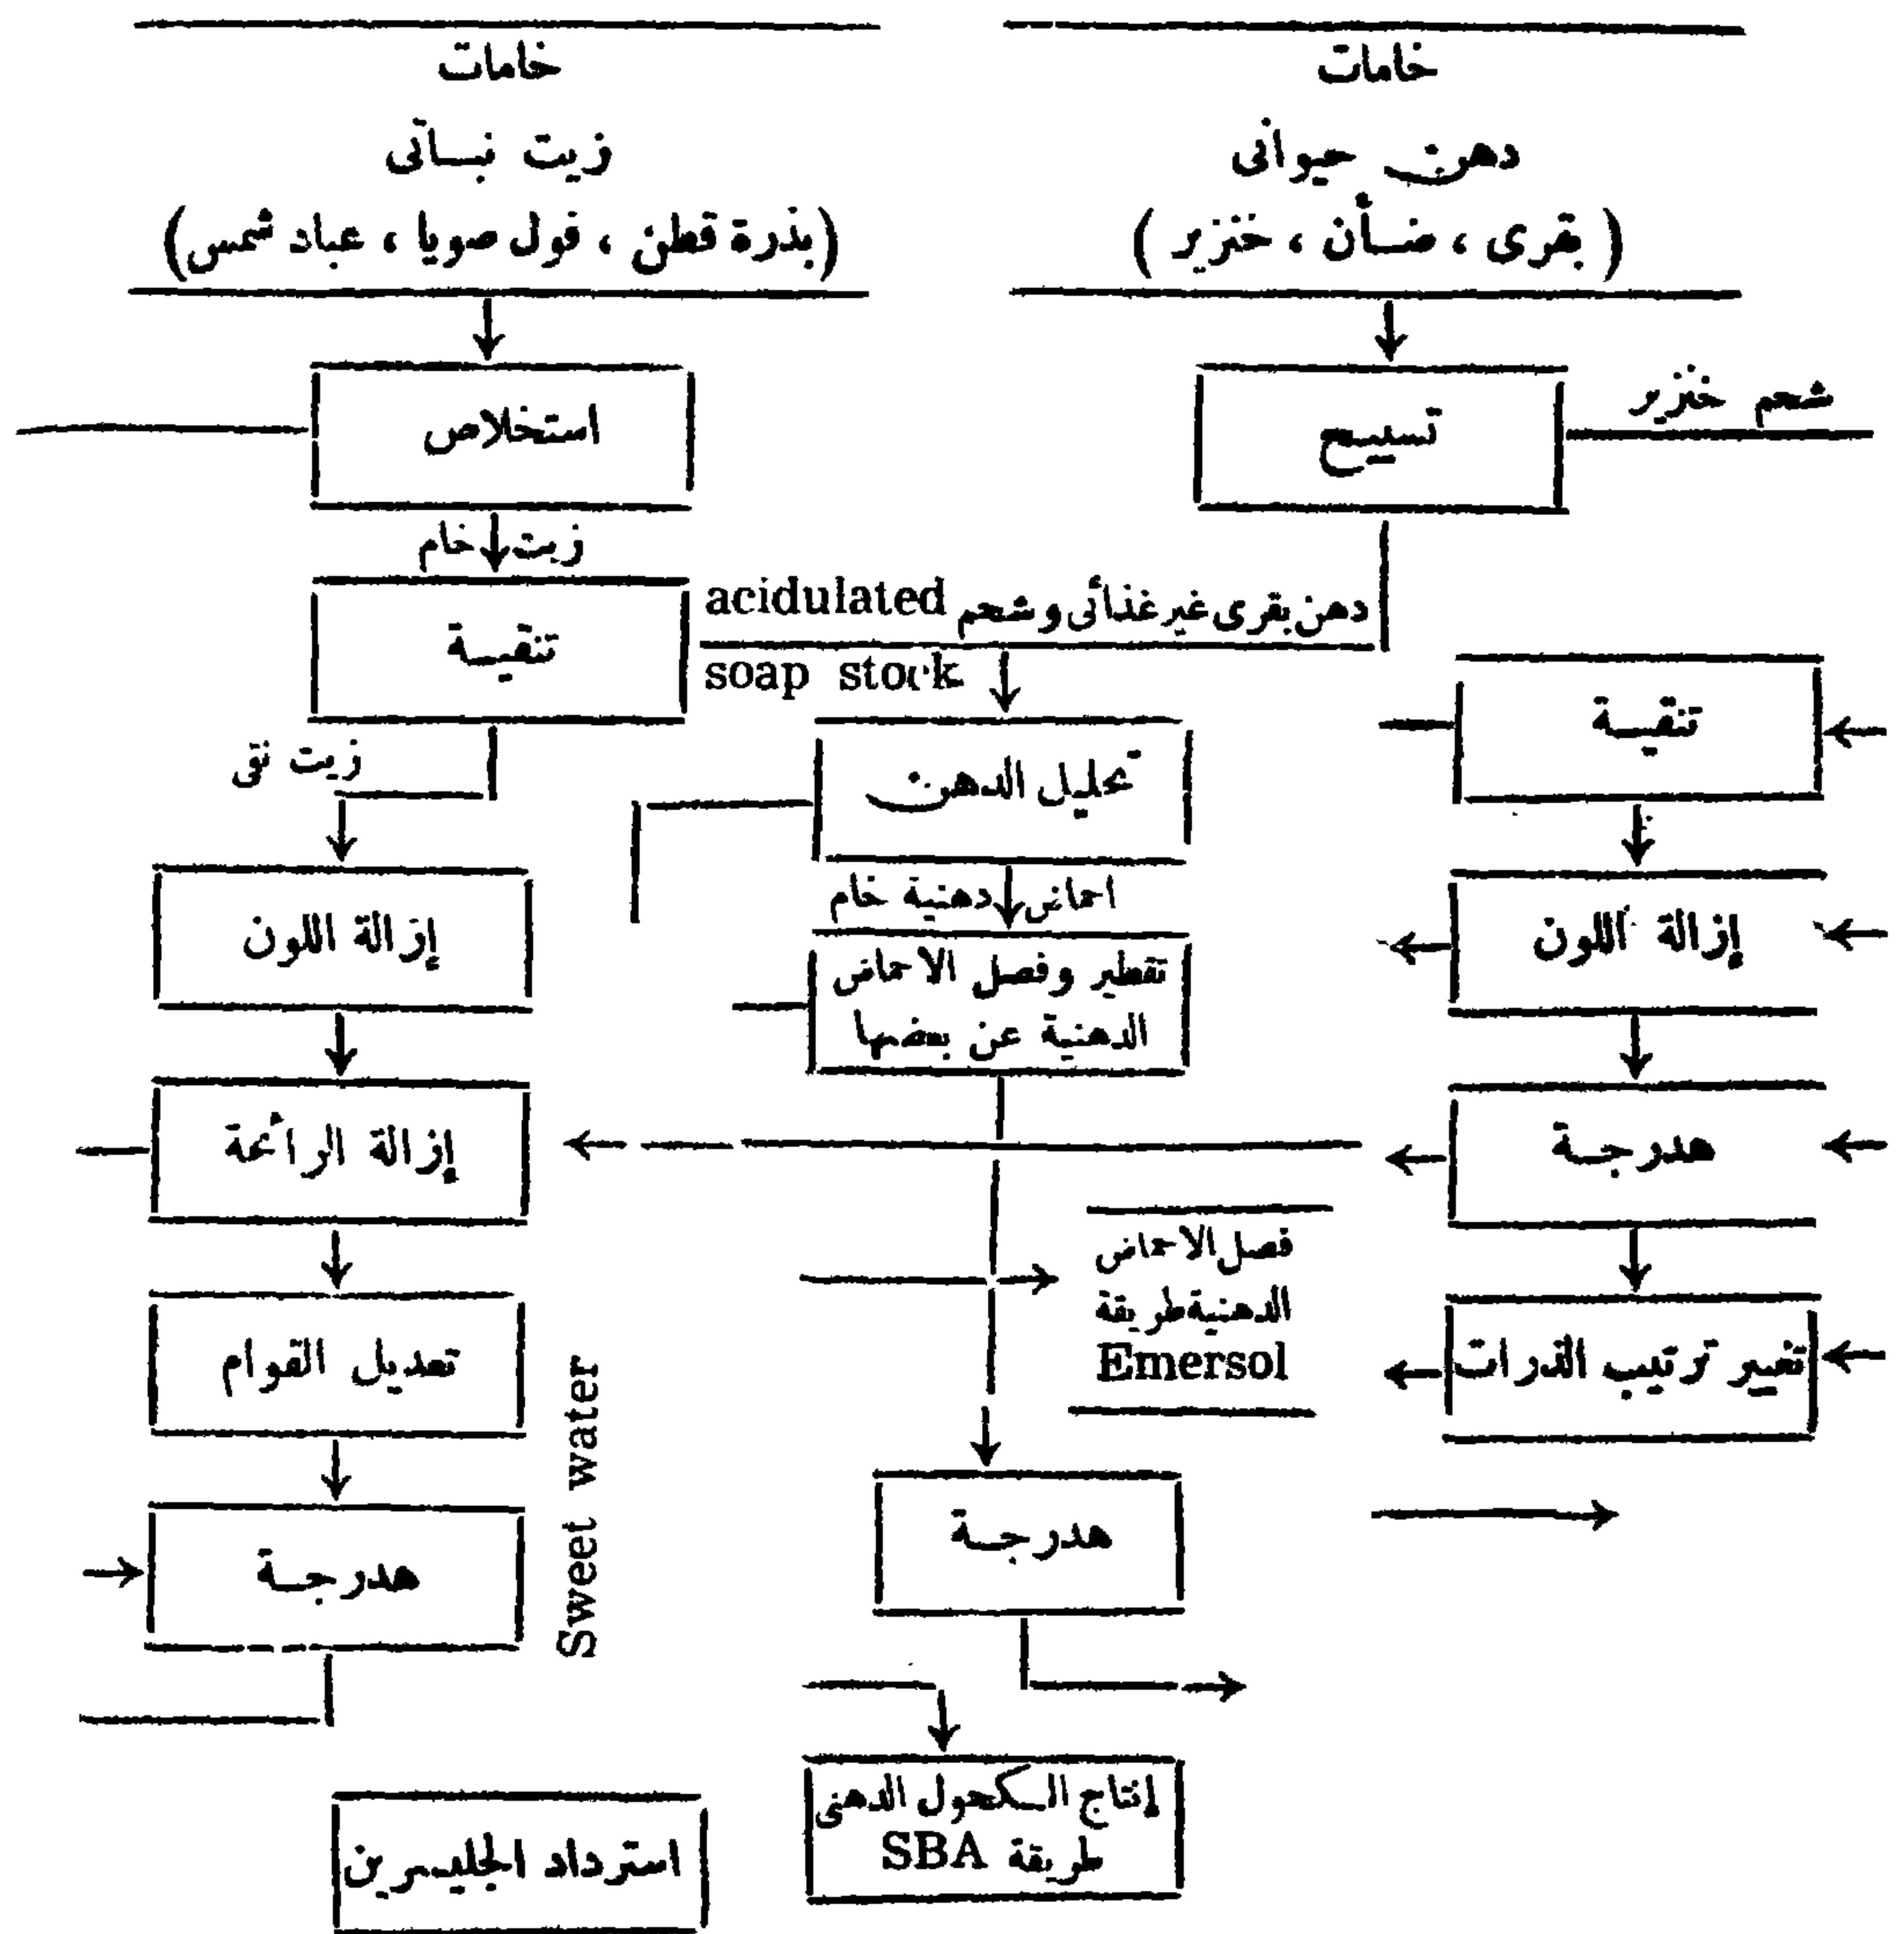 خامات
دهن حيوانى
( بقرى ، ضأن ، خنزير )
خامات
زيت نباتى
(بذرة قطن ، فول صويا ، عباد شمس)
تسييح
شحم خنزير
استخلاص
زيت خام
تنقية
دهن بقرى غير غذائى وشحم acidulated
soap stock
تنقية
زيت نقى
تحليل الدهن
احماض دهنية خام
إزالة اللون
إزالة اللون
تقطير وفصل الاحماض
الدهنية عن بعضها
هدرجة
إزالة الرائحة
فصل الاحماض
الدهنية طريقة
Emersol
تغيير ترتيب الذرات
تعديل القوام
Sweet water
هدرجة
هدرجة
إنتاج الكحول الدهنى
طريقة SBA
استرداد الجليسرين